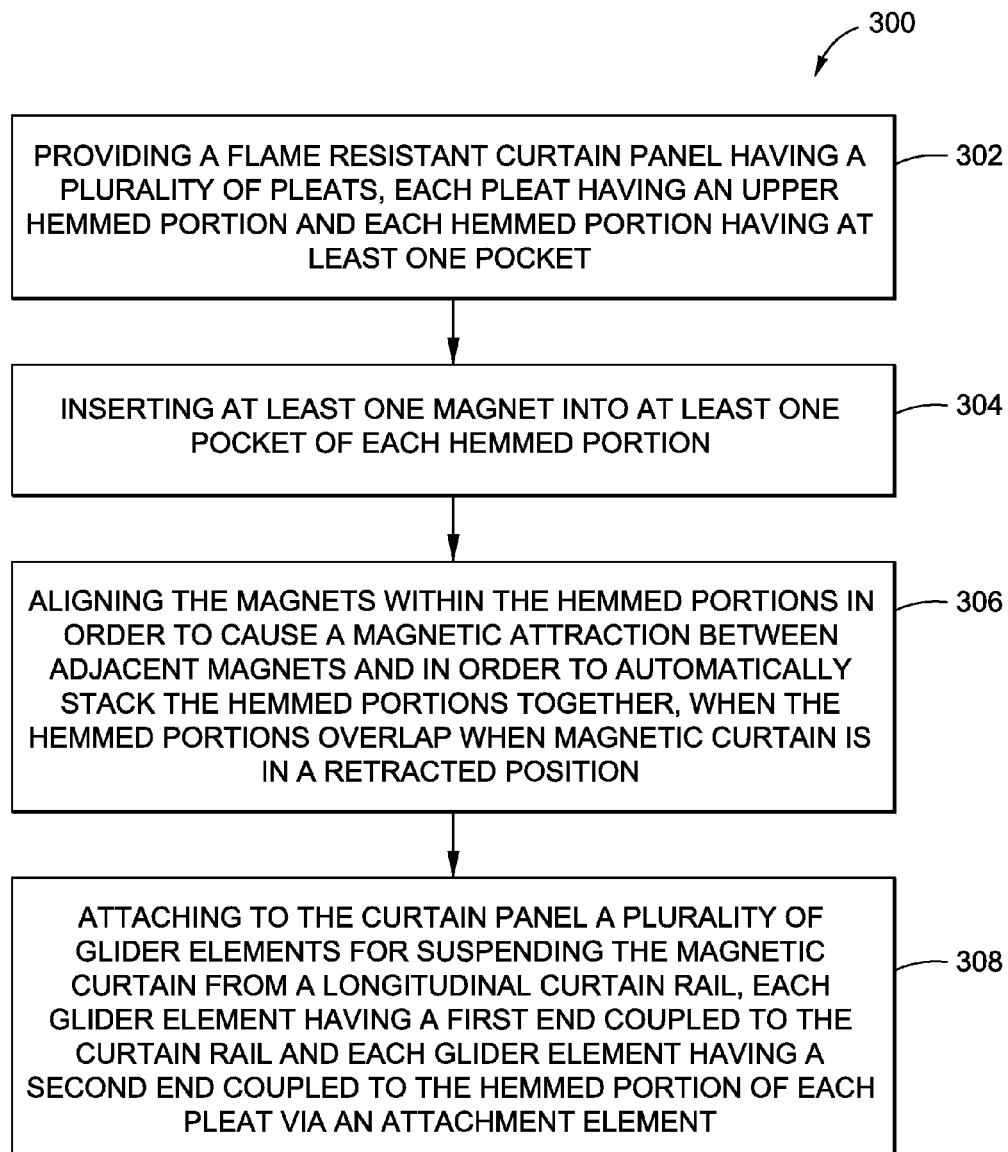 300
PROVIDING A FLAME RESISTANT CURTAIN PANEL HAVING A
PLURALITY OF PLEATS, EACH PLEAT HAVING AN UPPER
HEMMED PORTION AND EACH HEMMED PORTION HAVING AT
LEAST ONE POCKET
302
INSERTING AT LEAST ONE MAGNET INTO AT LEAST ONE
POCKET OF EACH HEMMED PORTION
304
ALIGNING THE MAGNETS WITHIN THE HEMMED PORTIONS IN
ORDER TO CAUSE A MAGNETIC ATTRACTION BETWEEN
ADJACENT MAGNETS AND IN ORDER TO AUTOMATICALLY
STACK THE HEMMED PORTIONS TOGETHER, WHEN THE
HEMMED PORTIONS OVERLAP WHEN MAGNETIC CURTAIN IS
IN A RETRACTED POSITION
306
ATTACHING TO THE CURTAIN PANEL A PLURALITY OF
GLIDER ELEMENTS FOR SUSPENDING THE MAGNETIC
CURTAIN FROM A LONGITUDINAL CURTAIN RAIL, EACH
GLIDER ELEMENT HAVING A FIRST END COUPLED TO THE
CURTAIN RAIL AND EACH GLIDER ELEMENT HAVING A
SECOND END COUPLED TO THE HEMMED PORTION OF EACH
PLEAT VIA AN ATTACHMENT ELEMENT
308